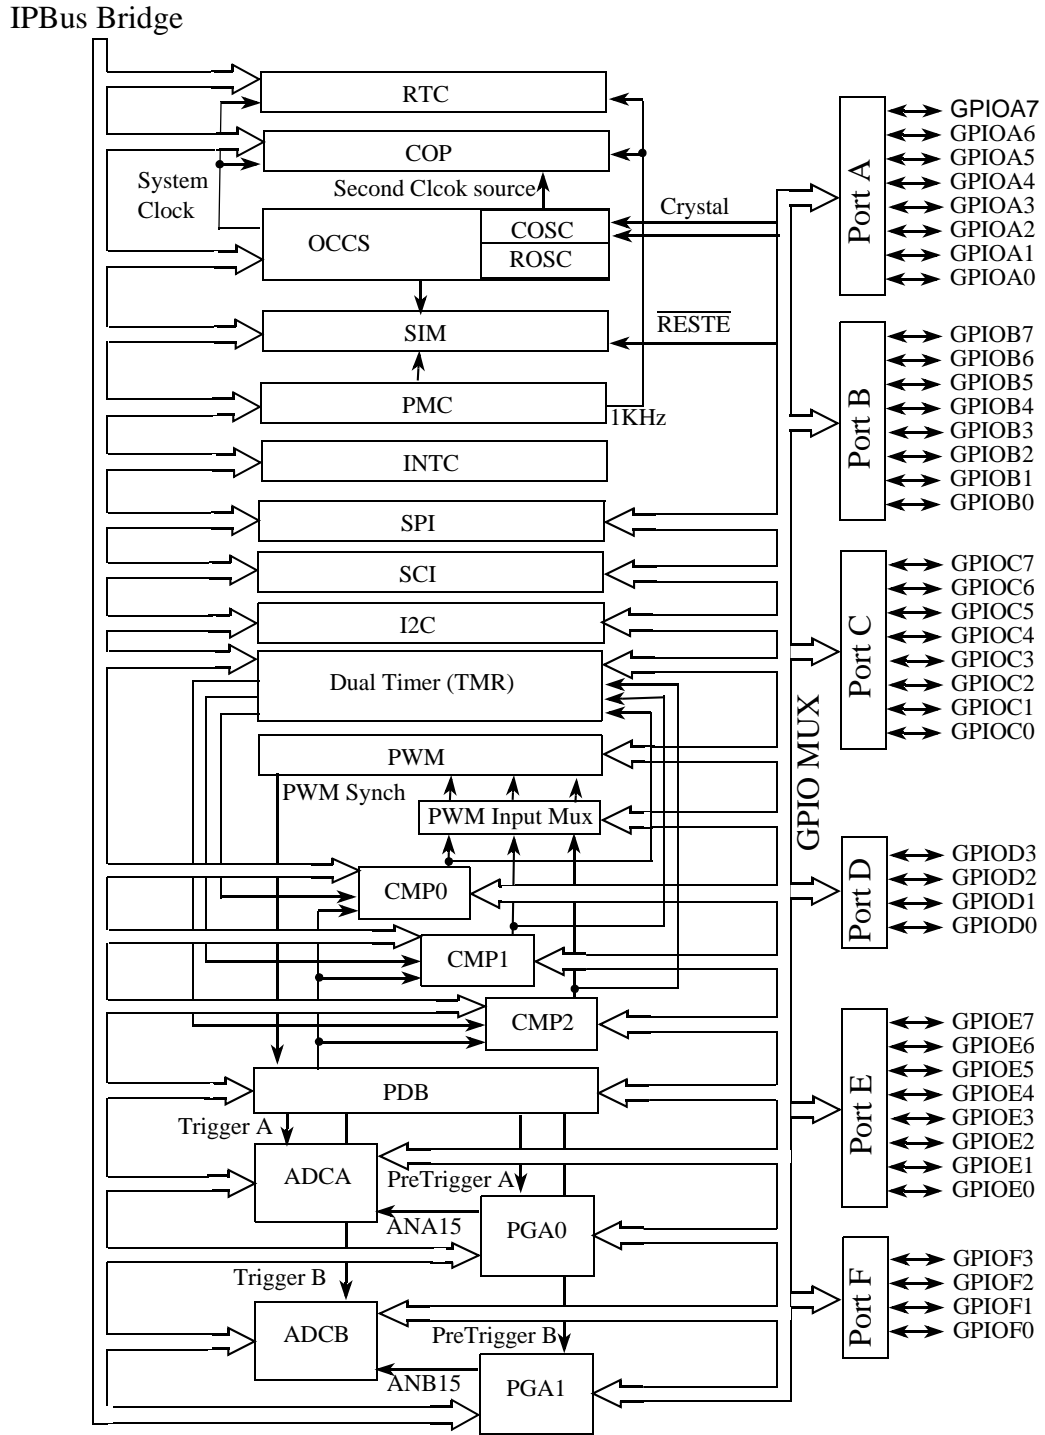 IPBus Bridge
RTC
COP
System
Clock
Second Clcok source
OCCS
COSC
ROSC
Crystal
SIM
RESTE
PMC
1KHz
INTC
SPI
SCI
I2C
Dual Timer (TMR)
PWM
PWM Synch
PWM Input Mux
CMP0
CMP1
CMP2
PDB
Trigger A
ADCA
PreTrigger A
ANA15
PGA0
Trigger B
ADCB
PreTrigger B
ANB15
PGA1
GPIO MUX
Port A
GPIOA7
GPIOA6
GPIOA5
GPIOA4
GPIOA3
GPIOA2
GPIOA1
GPIOA0
Port B
GPIOB7
GPIOB6
GPIOB5
GPIOB4
GPIOB3
GPIOB2
GPIOB1
GPIOB0
Port C
GPIOC7
GPIOC6
GPIOC5
GPIOC4
GPIOC3
GPIOC2
GPIOC1
GPIOC0
Port D
GPIOD3
GPIOD2
GPIOD1
GPIOD0
Port E
GPIOE7
GPIOE6
GPIOE5
GPIOE4
GPIOE3
GPIOE2
GPIOE1
GPIOE0
Port F
GPIOF3
GPIOF2
GPIOF1
GPIOF0